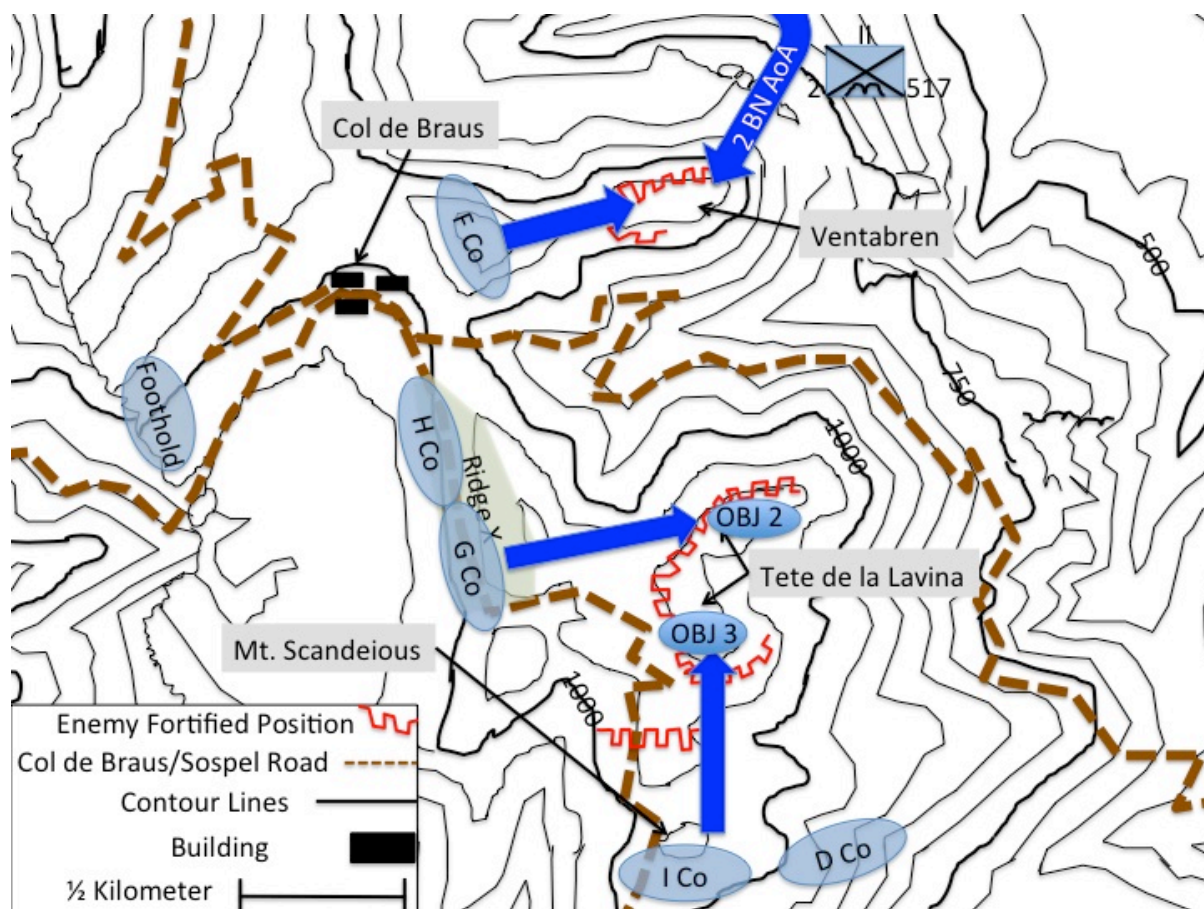 II
2 517
2 BN AoA
Col de Braus
F Co
Ventabren
500
Foothold
H Co
750
Ridge Y
1000
G Co
OBJ 2
Tete de la Lavina
OBJ 3
Mt. Scandeious
1000
Enemy Fortified Position
Col de Braus/Sospel Road
Contour Lines
Building
½ Kilometer
I Co
D Co